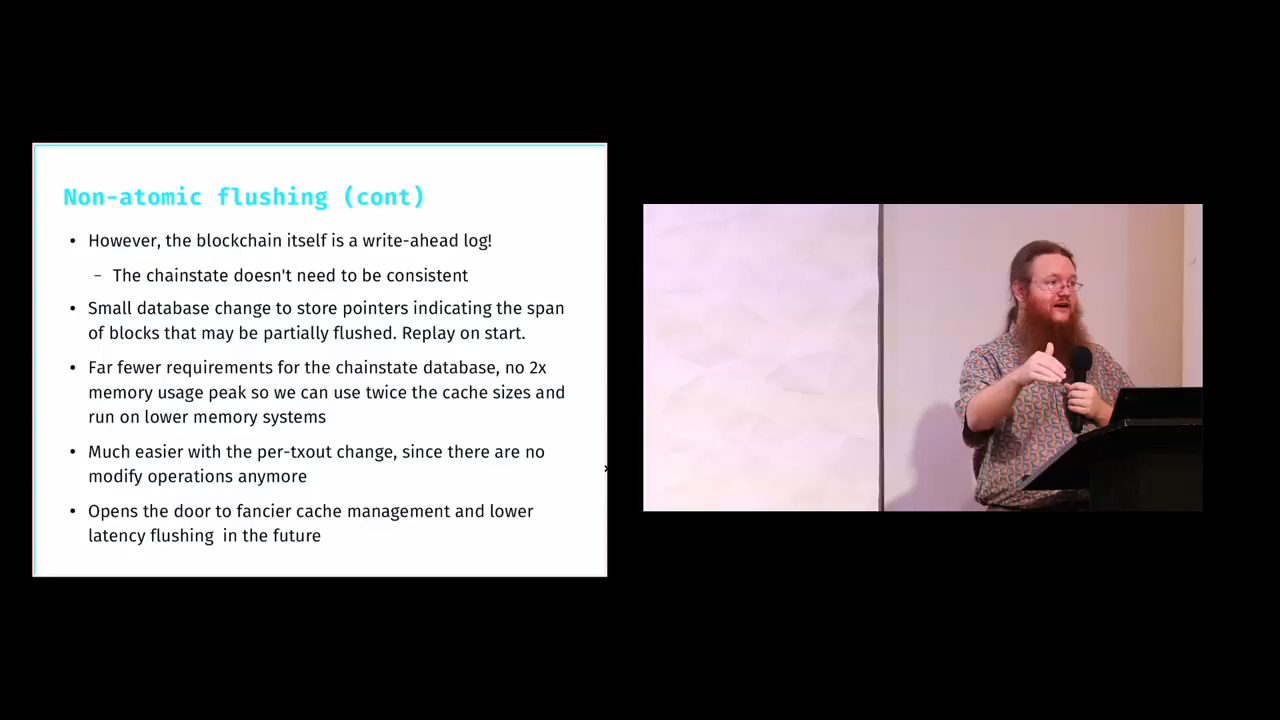 Non-atomic flushing (cont)
• However, the blockchain itself is a write-ahead log!
– The chainstate doesn't need to be consistent
• Small database change to store pointers indicating the span
of blocks that may be partially flushed. Replay on start.
• Far fewer requirements for the chainstate database, no 2x
memory usage peak so we can use twice the cache sizes and
run on lower memory systems
• Much easier with the per-txout change, since there are no
modify operations anymore
• Opens the door to fancier cache management and lower
latency flushing  in the future